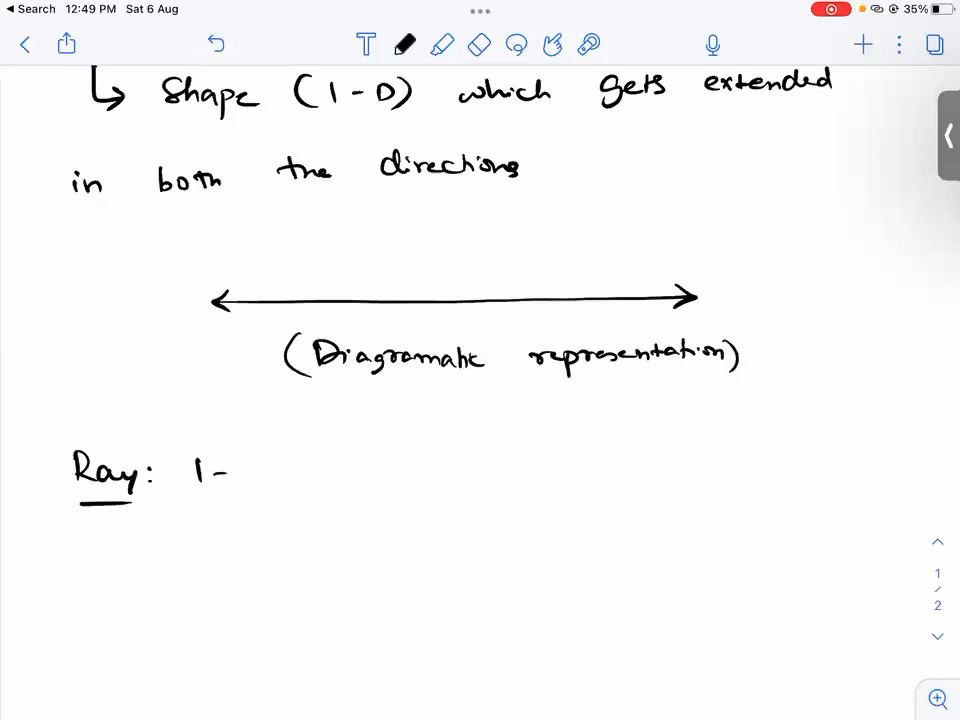 Search 12:49 PM Sat 6 Aug 35%
Shape (1-D) which gets extended
in both the directions
(Diagramatic representation)
Ray: 1-
1
/
2